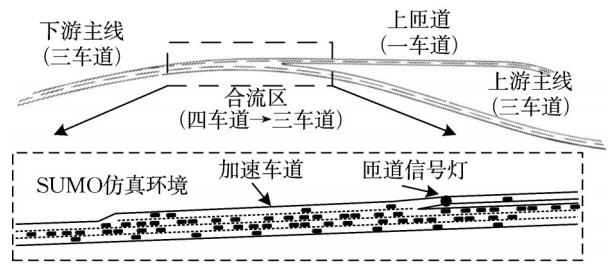 下游主线
(三车道)
上匝道
(一车道)
上游主线
(三车道)
合流区
(四车道→三车道)
SUMO仿真环境
加速车道
匝道信号灯